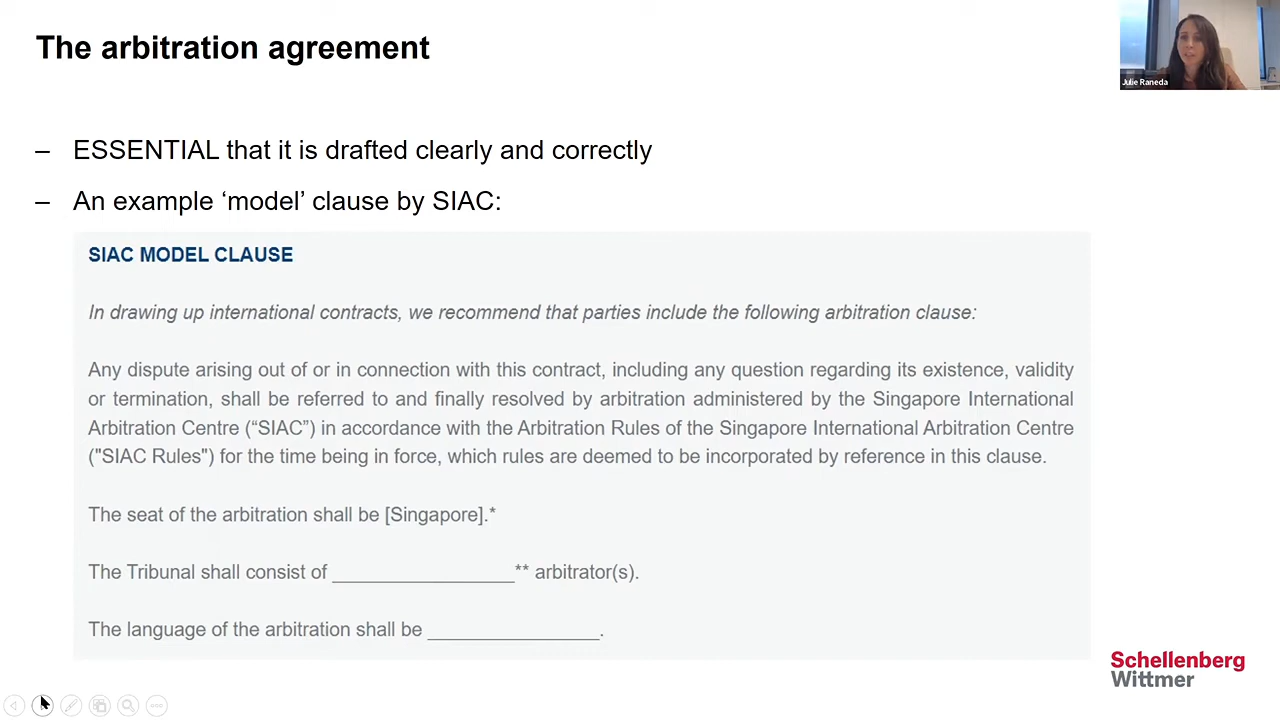 The arbitration agreement
Julie Raneda
– ESSENTIAL that it is drafted clearly and correctly
– An example ‘model’ clause by SIAC:
SIAC MODEL CLAUSE
In drawing up international contracts, we recommend that parties include the following arbitration clause:
Any dispute arising out of or in connection with this contract, including any question regarding its existence, validity
or termination, shall be referred to and finally resolved by arbitration administered by the Singapore International
Arbitration Centre (“SIAC”) in accordance with the Arbitration Rules of the Singapore International Arbitration Centre
("SIAC Rules") for the time being in force, which rules are deemed to be incorporated by reference in this clause.
The seat of the arbitration shall be [Singapore].*
The Tribunal shall consist of _________________** arbitrator(s).
The language of the arbitration shall be ________________.
Schellenberg
Wittmer